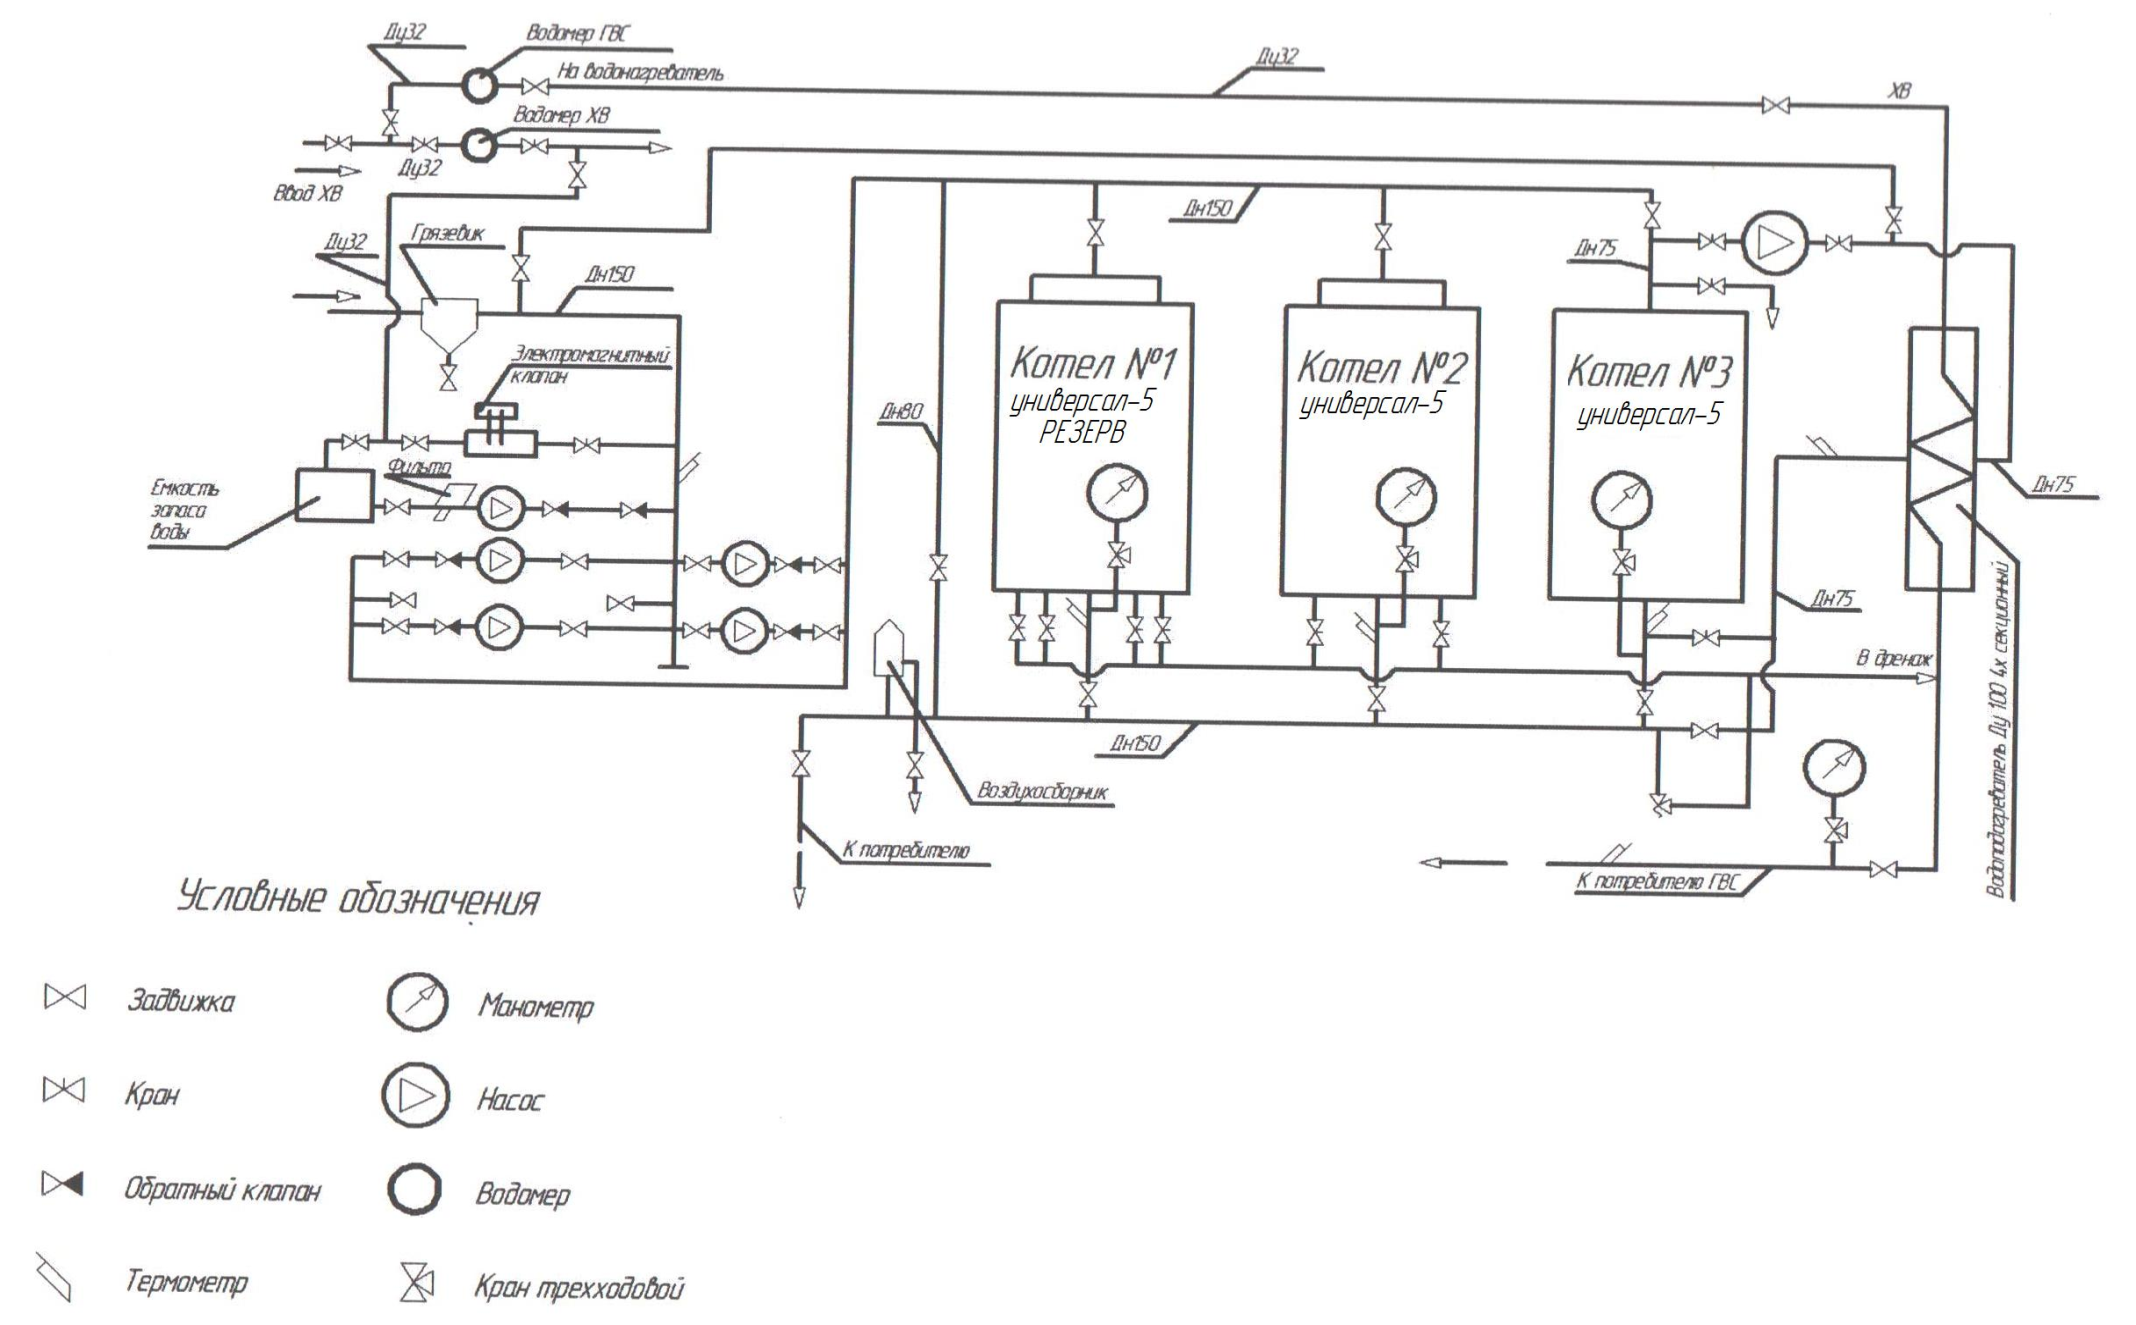 Ду32
Водомер ГВС
На водонагреватель
Ду32
ХВ
Водомер ХВ
Ду32
Ввод ХВ
Ду32
Грязевик
Дн150
Дн150
Дн75
Электромагнитный
клапан
Котел №1
универсал-5
РЕЗЕРВ
Котел №2
универсал-5
Котел №3
универсал-5
Дн80
Фильтр
Емкость
запаса
воды
Дн75
Дн75
В дренаж
Водоподогреватель Ду 100 4х секционный
Дн150
Воздухосборник
К потребителю
К потребителю ГВС
Условные обозначения
Задвижка
Манометр
Кран
Насос
Обратный клапан
Водомер
Термометр
Кран трехходовой